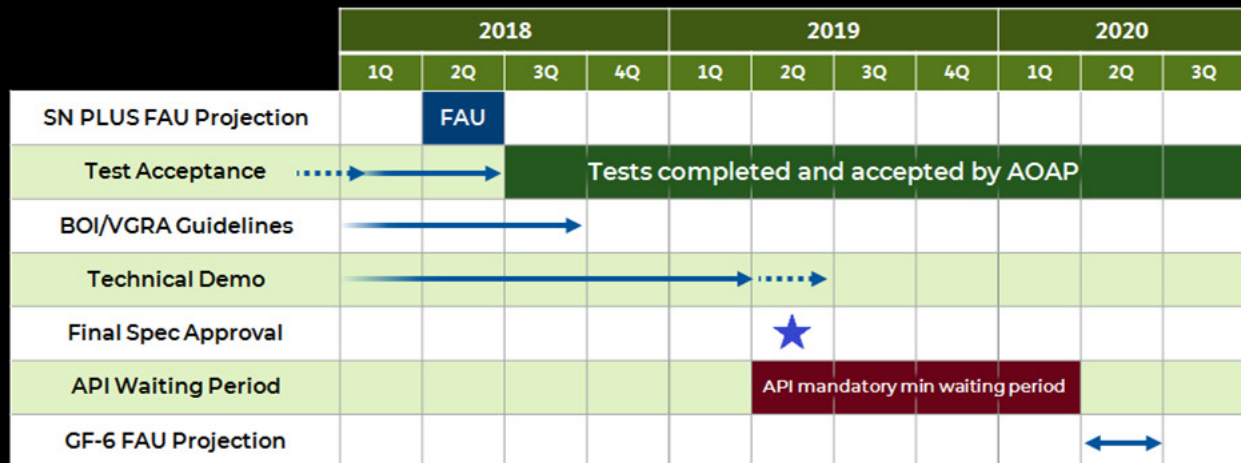 2018 2019 2020
1Q 2Q 3Q 4Q 1Q 2Q 3Q 4Q 1Q 2Q 3Q
SN PLUS FAU Projection FAU
Test Acceptance Tests completed and accepted by AOAP
BOI/VGRA Guidelines
Technical Demo
Final Spec Approval
API Waiting Period API mandatory min waiting period
GF-6 FAU Projection